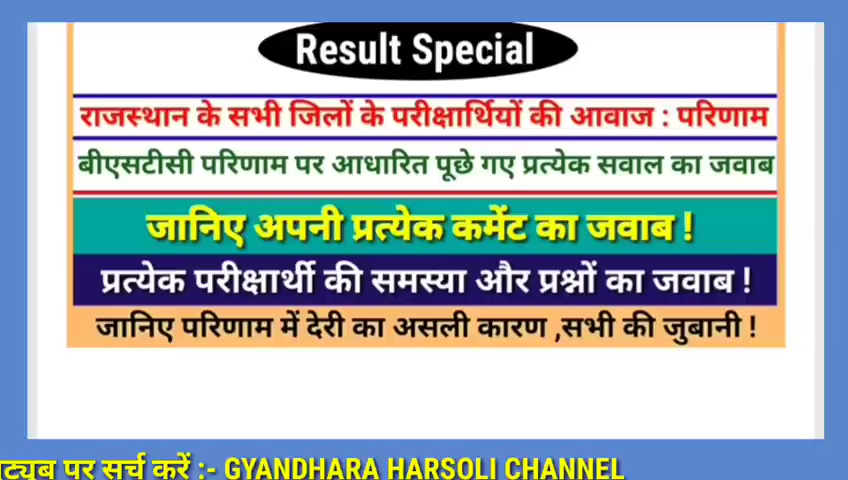 Result Special
राजस्थान के सभी जिलों के परीक्षार्थियों की आवाज : परिणाम
बीएसटीसी परिणाम पर आधारित पूछे गए प्रत्येक सवाल का जवाब
जानिए अपनी प्रत्येक कमेंट का जवाब !
प्रत्येक परीक्षार्थी की समस्या और प्रश्नों का जवाब !
जानिए परिणाम में देरी का असली कारण ,सभी की जुबानी !
पर सर्च करें :- GYANDHARA HARSOLI CHANNEL